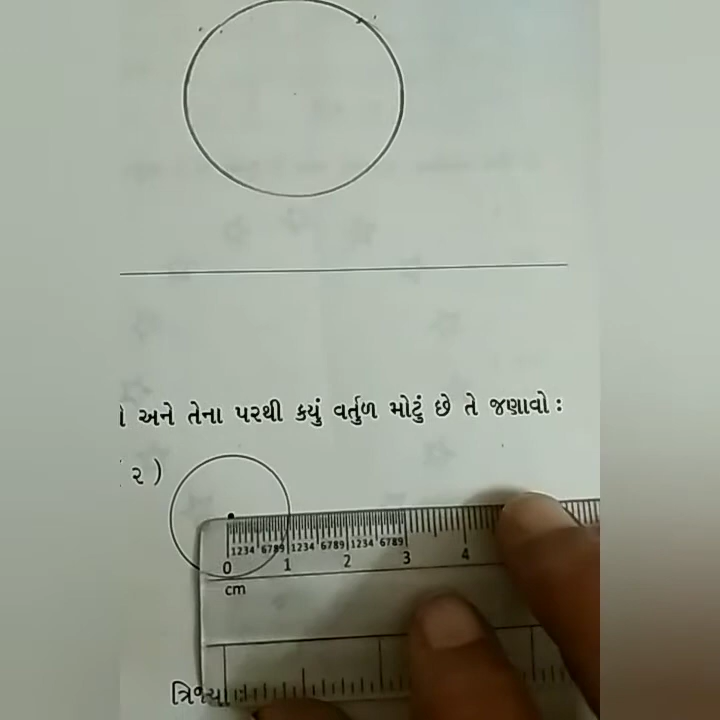 અને તેના પરથી કયું વર્તુળ મોટું છે તે જણાવો :
૨ )
1234 6789 1234 6789 1234 6789
0 1 2 3 4
cm
ત્રિજ્યા